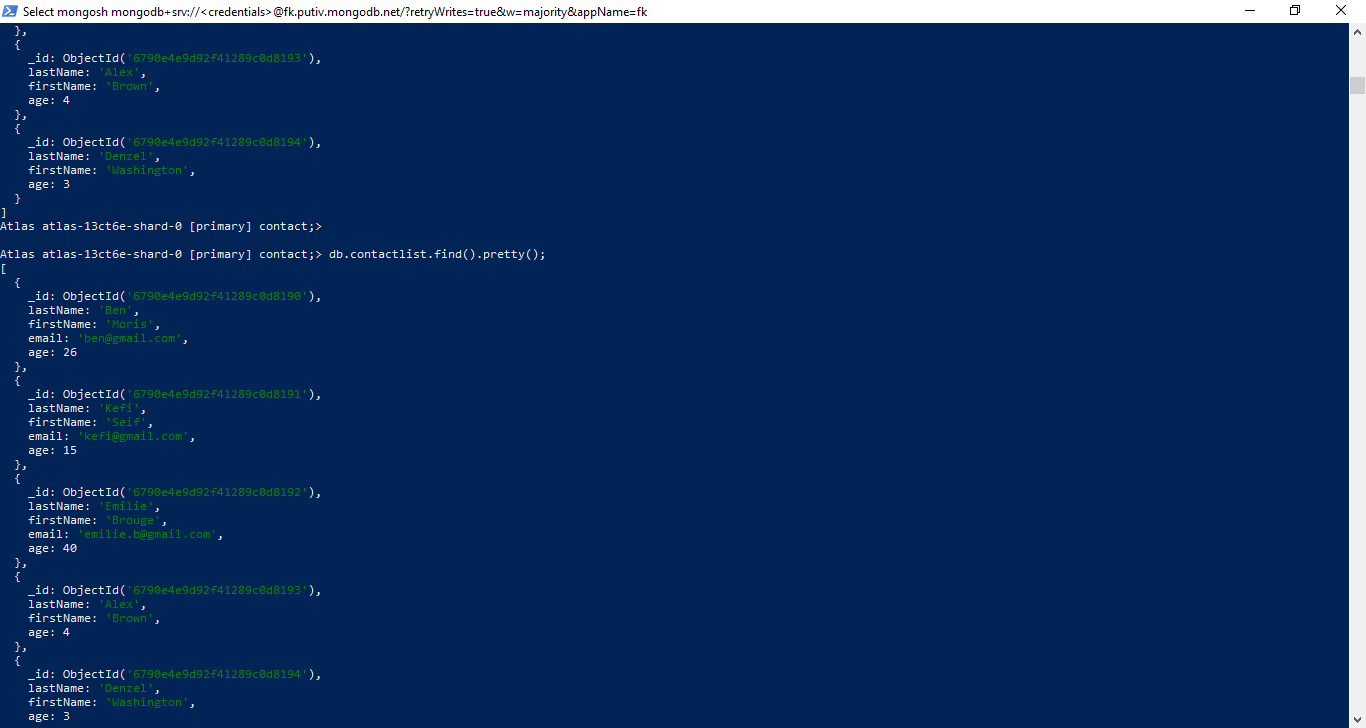 Select mongosh mongodb+srv://<credentials>@fk.putiv.mongodb.net/?retryWrites=true&w=majority&appName=fk
  },
  {
    _id: ObjectId('6790e4e9d92f41289c0d8193'),
    lastName: 'Alex',
    firstName: 'Brown',
    age: 4
  },
  {
    _id: ObjectId('6790e4e9d92f41289c0d8194'),
    lastName: 'Denzel',
    firstName: 'Washington',
    age: 3
  }
]
Atlas atlas-13ct6e-shard-0 [primary] contact;>
Atlas atlas-13ct6e-shard-0 [primary] contact;> db.contactlist.find().pretty();
[
  {
    _id: ObjectId('6790e4e9d92f41289c0d8190'),
    lastName: 'Ben',
    firstName: 'Moris',
    email: 'ben@gmail.com',
    age: 26
  },
  {
    _id: ObjectId('6790e4e9d92f41289c0d8191'),
    lastName: 'Kefi',
    firstName: 'Seif',
    email: 'kefi@gmail.com',
    age: 15
  },
  {
    _id: ObjectId('6790e4e9d92f41289c0d8192'),
    lastName: 'Emilie',
    firstName: 'Brouge',
    email: 'emilie.b@gmail.com',
    age: 40
  },
  {
    _id: ObjectId('6790e4e9d92f41289c0d8193'),
    lastName: 'Alex',
    firstName: 'Brown',
    age: 4
  },
  {
    _id: ObjectId('6790e4e9d92f41289c0d8194'),
    lastName: 'Denzel',
    firstName: 'Washington',
    age: 3